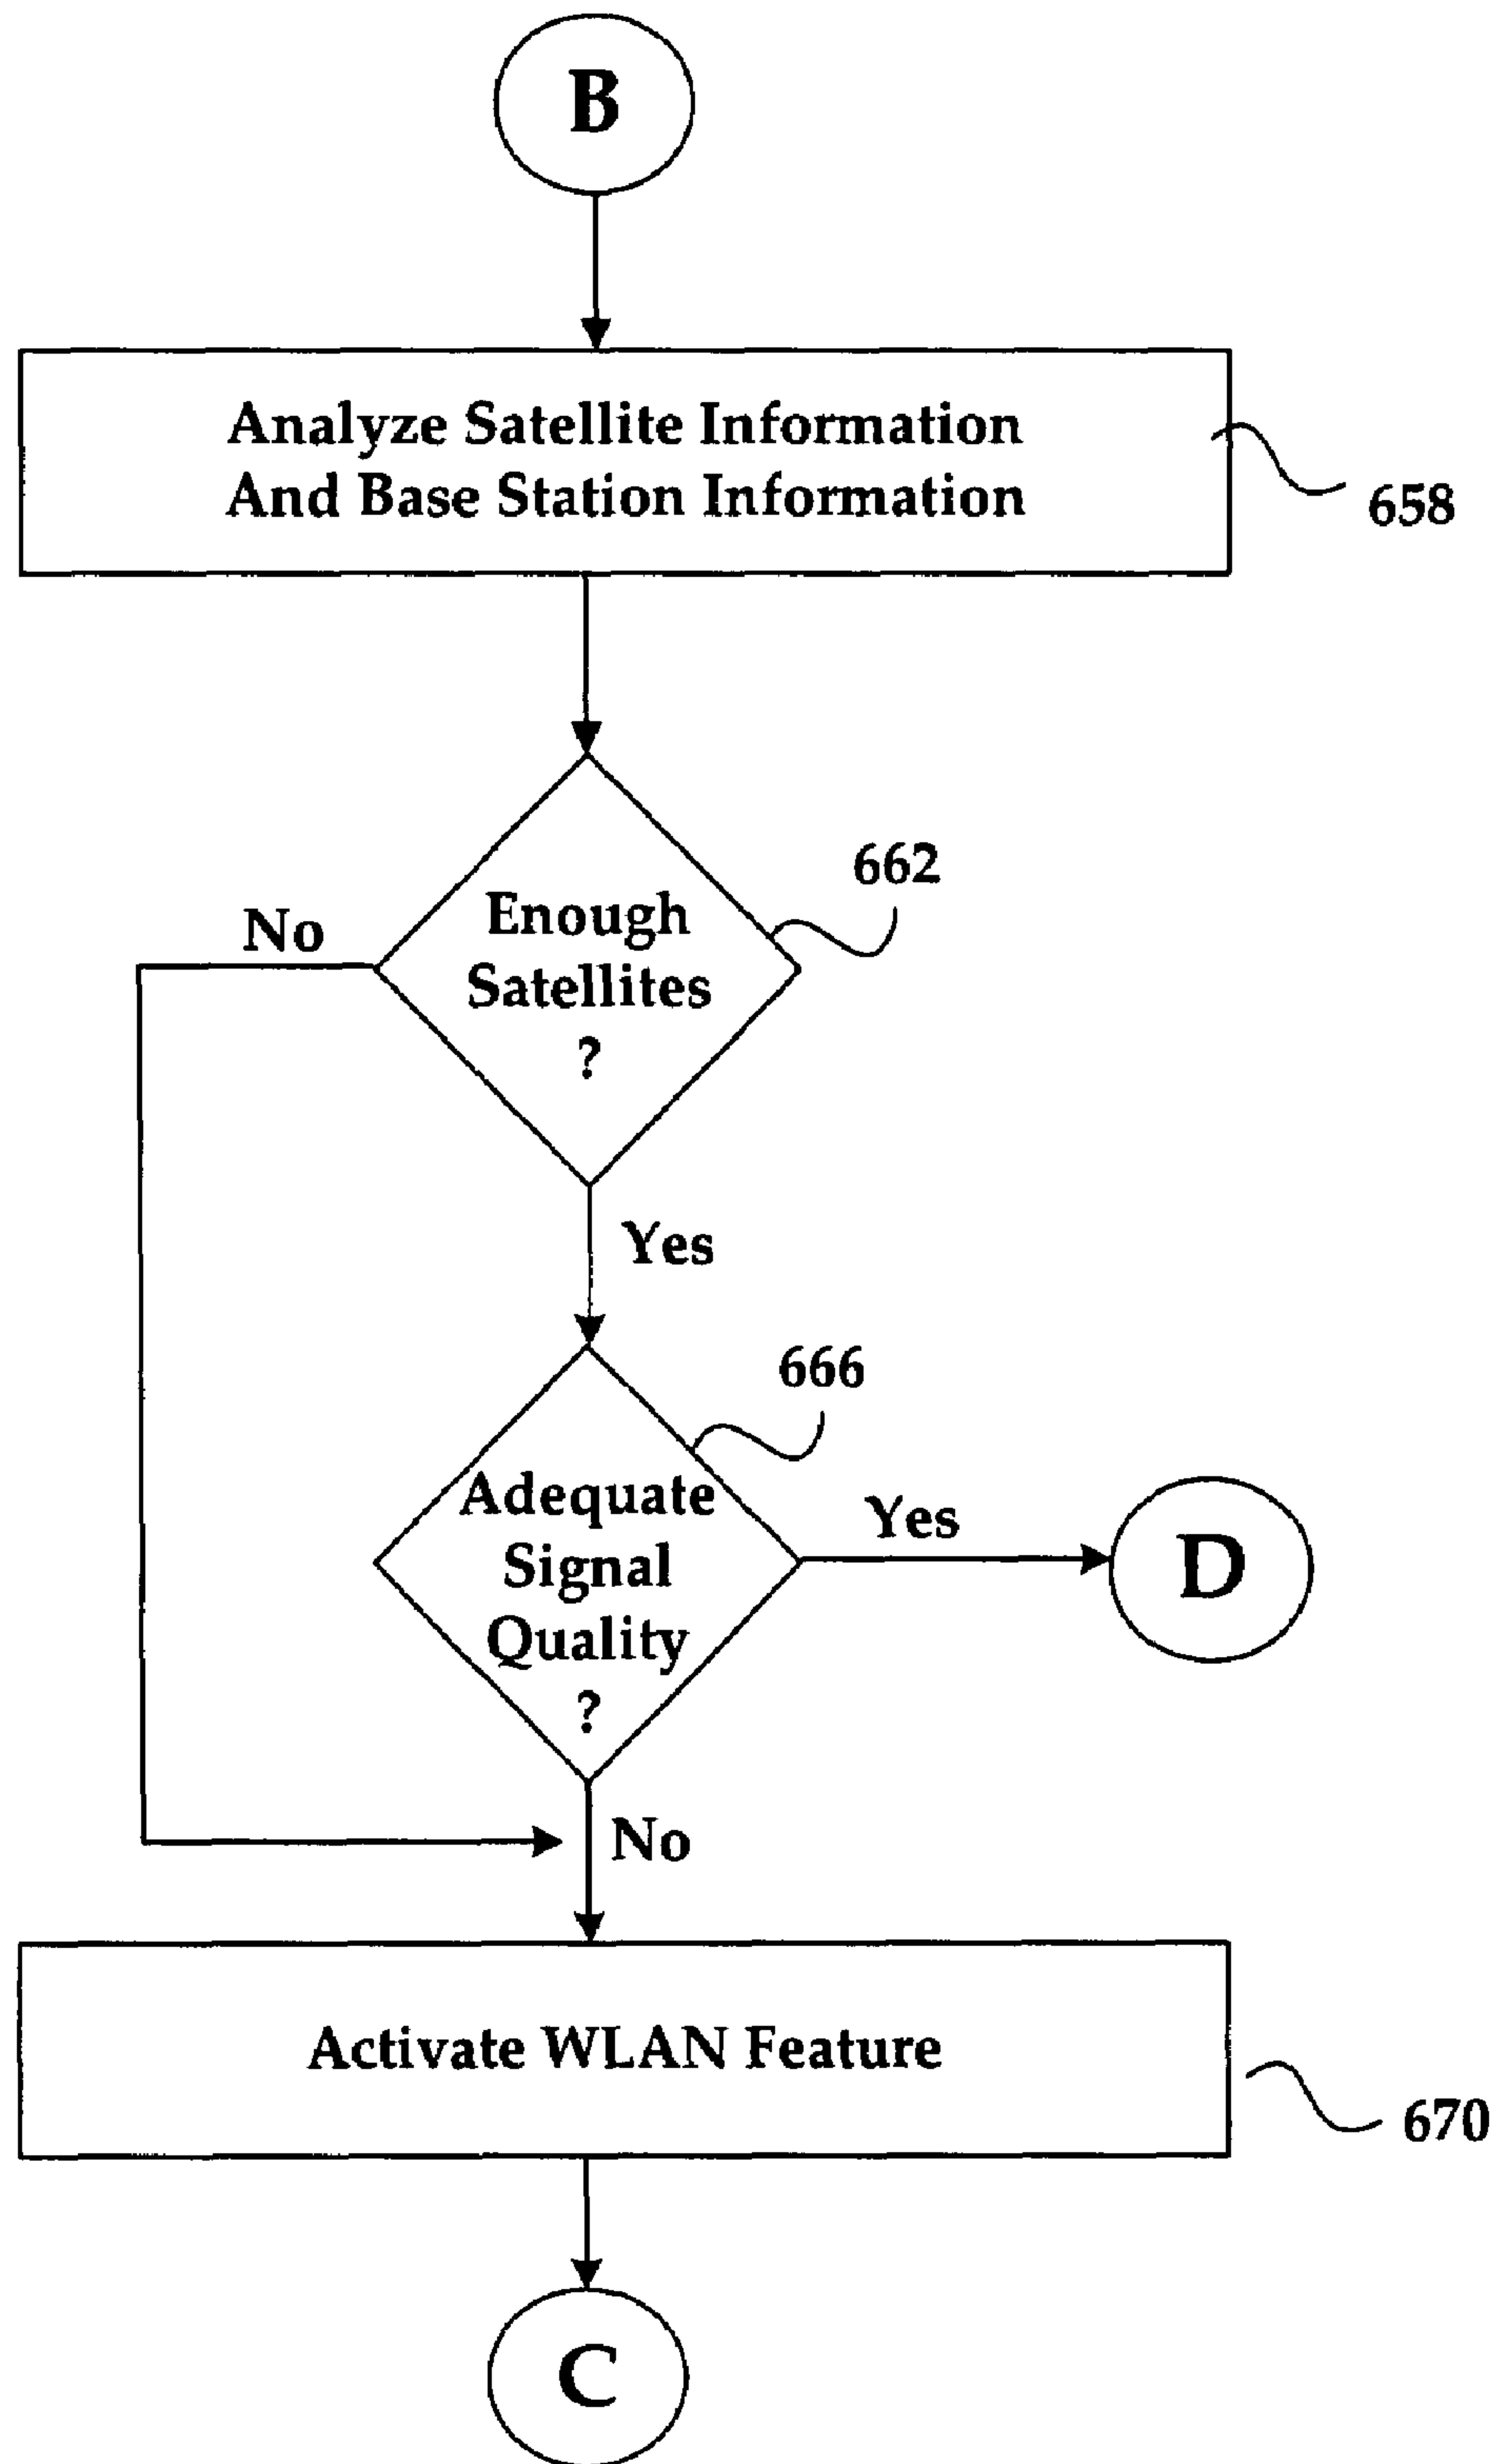 B
Analyze Satellite Information
And Base Station Information
658
662
No
Enough
Satellites
?
Yes
666
Adequate
Signal
Quality
?
Yes
D
No
Activate WLAN Feature
670
C